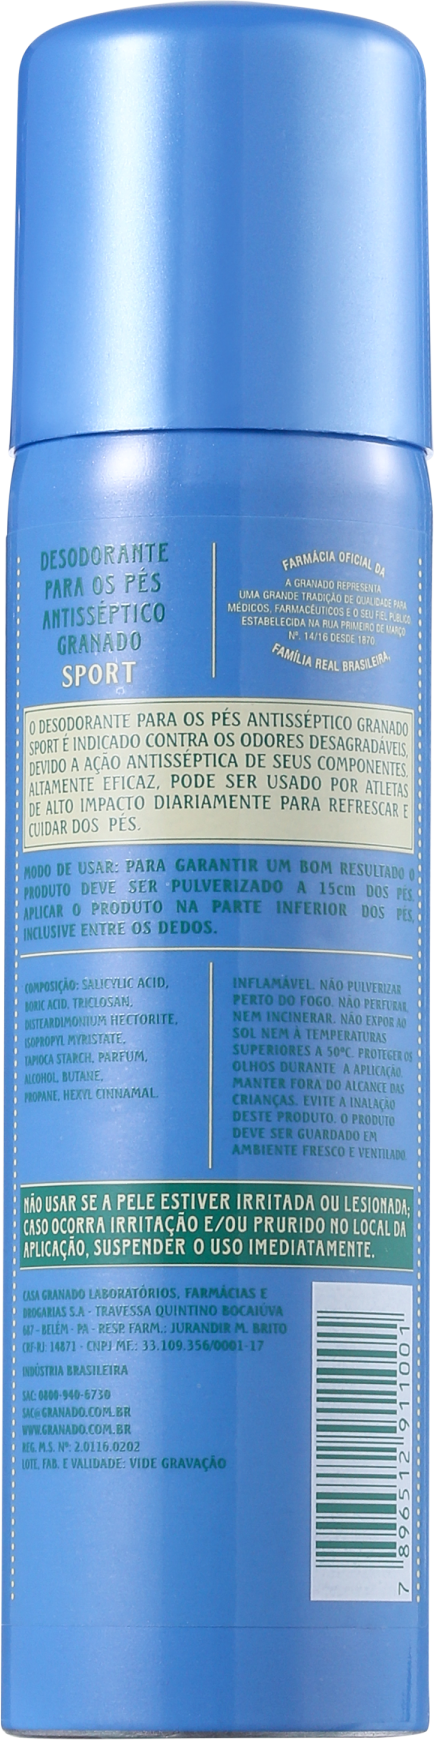 DESODORANTE
PARA OS PÉS
ANTISSÉPTICO
GRANADO
SPORT
FARMÁCIA OFICIAL DA
A GRANADO REPRESENTA
UMA GRANDE TRADIÇÃO DE QUALIDADE PARA
MÉDICOS, FARMACÊUTICOS E O SEU FIEL PÚBLICO.
ESTABELECIDA NA RUA PRIMEIRO DE MARÇO
Nº. 14/16 DESDE 1870.
FAMÍLIA REAL BRASILEIRA.
O DESODORANTE PARA OS PÉS ANTISSÉPTICO GRANADO
SPORT É INDICADO CONTRA OS ODORES DESAGRADÁVEIS,
DEVIDO A AÇÃO ANTISSÉPTICA DE SEUS COMPONENTES.
ALTAMENTE EFICAZ, PODE SER USADO POR ATLETAS
DE ALTO IMPACTO DIARIAMENTE PARA REFRESCAR E
CUIDAR DOS PÉS.
MODO DE USAR: PARA GARANTIR UM BOM RESULTADO O
PRODUTO DEVE SER PULVERIZADO A 15cm DOS PÉS.
APLICAR O PRODUTO NA PARTE INFERIOR DOS PÉS,
INCLUSIVE ENTRE OS DEDOS.
COMPOSIÇÃO: SALICYLIC ACID,
BORIC ACID, TRICLOSAN,
DISTEARDIMONIUM HECTORITE,
ISOPROPYL MYRISTATE,
TAPIOCA STARCH, PARFUM,
ALCOHOL, BUTANE,
PROPANE, HEXYL CINNAMAL.
INFLAMÁVEL. NÃO PULVERIZAR
PERTO DO FOGO. NÃO PERFURAR,
NEM INCINERAR. NÃO EXPOR AO
SOL NEM À TEMPERATURAS
SUPERIORES A 50ºC. PROTEGER OS
OLHOS DURANTE A APLICAÇÃO.
MANTER FORA DO ALCANCE DAS
CRIANÇAS. EVITE A INALAÇÃO
DESTE PRODUTO. O PRODUTO
DEVE SER GUARDADO EM
AMBIENTE FRESCO E VENTILADO.
NÃO USAR SE A PELE ESTIVER IRRITADA OU LESIONADA;
CASO OCORRA IRRITAÇÃO E/OU PRURIDO NO LOCAL DA
APLICAÇÃO, SUSPENDER O USO IMEDIATAMENTE.
CASA GRANADO LABORATÓRIOS, FARMÁCIAS E
DROGARIAS S.A - TRAVESSA QUINTINO BOCAIÚVA
687 - BELÉM - PA - RESP. FARM.: JURANDIR M. BRITO
CRF-RJ: 14871 - CNPJ MF: 33.109.356/0001-17
INDÚSTRIA BRASILEIRA
SAC: 0800-940-6730
SAC@GRANADO.COM.BR
WWW.GRANADO.COM.BR
REG. M.S. Nº: 2.0116.0202
LOTE, FAB. E VALIDADE: VIDE GRAVAÇÃO
7 896512 911001